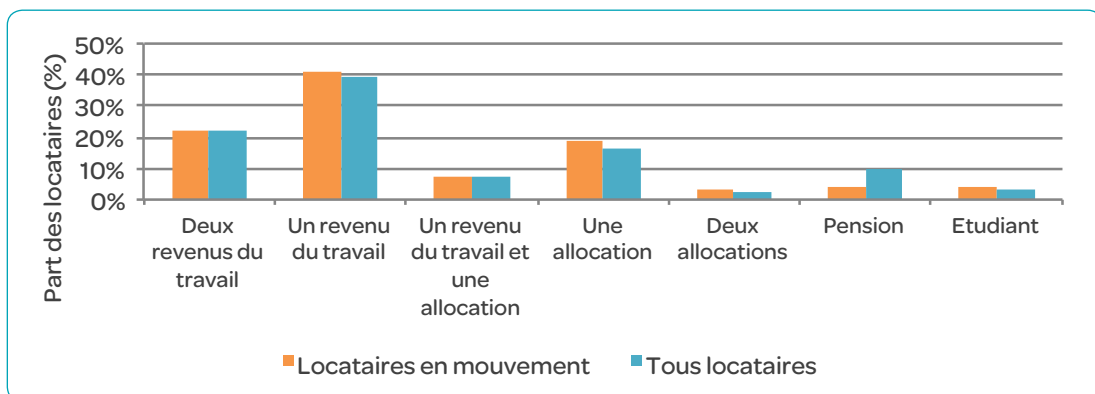 Part des locataires (%)
50%
40%
30%
20%
10%
0%
Deux
revenus du
travail
Un revenu
du travail
Un revenu
du travail et
une
allocation
Une
allocation
Deux
allocations
Pension
Etudiant
Locataires en mouvement
Tous locataires